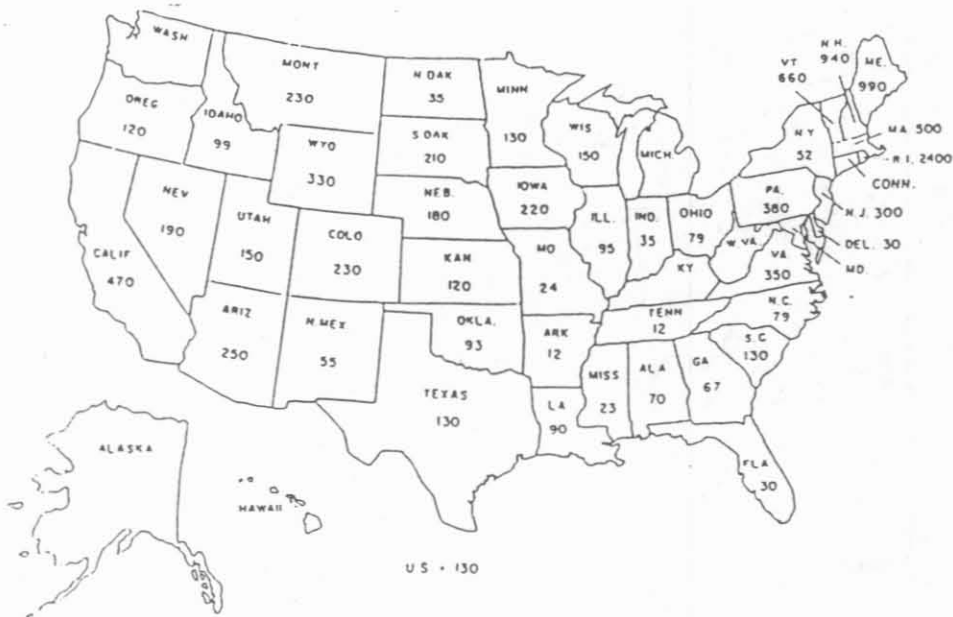 WASH
MONT
230
N DAK
35
MINN
130
N.H.
940
VT
660
ME.
990
OREG
120
IDAHO
99
WYO
330
S DAK
210
WIS
150
MICH
N Y
52
MA 500
R I, 2400
CONN.
NEV
190
UTAH
150
COLO
230
NEB.
180
IOWA
220
ILL.
95
IND.
35
OHIO
79
PA.
380
N.J. 300
DEL. 30
MD.
W. VA.
VA.
350
CALIF
470
KAN
120
MO
24
KY
N.C.
79
ARIZ
250
N.MEX
55
OKLA.
93
ARK
12
TENN
12
S.C
130
TEXAS
130
LA
90
MISS
23
ALA
70
GA
67
FLA
30
ALASKA
HAWAII
U S = 130